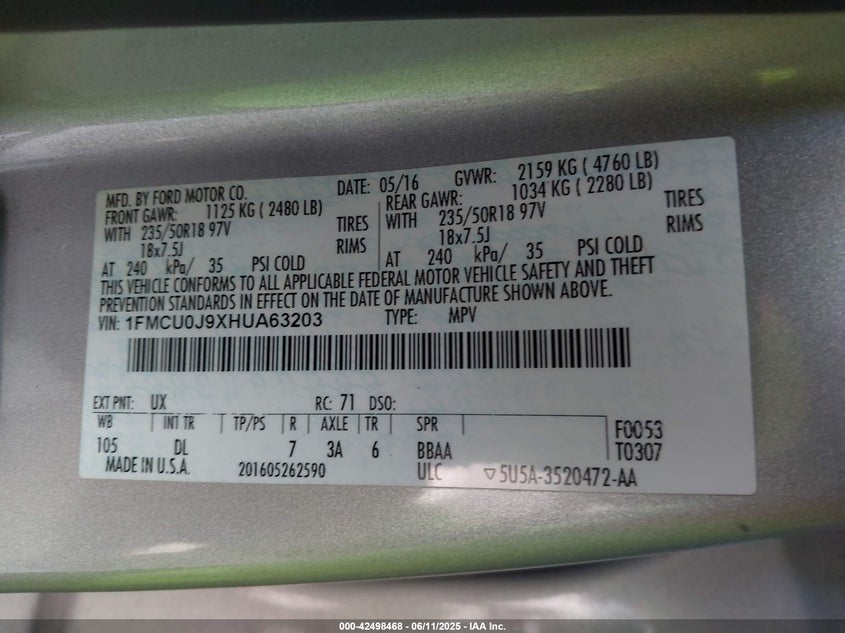 MFD. BY FORD MOTOR CO. DATE: 05/16 GVWR: 2159 KG ( 4760 LB)
FRONT GAWR: 1125 KG ( 2480 LB) REAR GAWR: 1034 KG ( 2280 LB)
WITH 235/50R18 97V TIRES WITH 235/50R18 97V TIRES
18x7.5J RIMS 18x7.5J RIMS
AT 240 kPa/ 35 PSI COLD AT 240 kPa/ 35 PSI COLD
THIS VEHICLE CONFORMS TO ALL APPLICABLE FEDERAL MOTOR VEHICLE SAFETY AND THEFT
PREVENTION STANDARDS IN EFFECT ON THE DATE OF MANUFACTURE SHOWN ABOVE.
VIN: 1FMCU0J9XHUA63203 TYPE: MPV
EXT PNT: UX RC: 71 DSO:
WB INT TR TP/PS R AXLE TR SPR F0053
105 DL 7 3A 6 BBAA T0307
MADE IN U.S.A. 201605262590 ULC ▽5U5A-3520472-AA
000-42498468 - 06/11/2025 - IAA Inc.